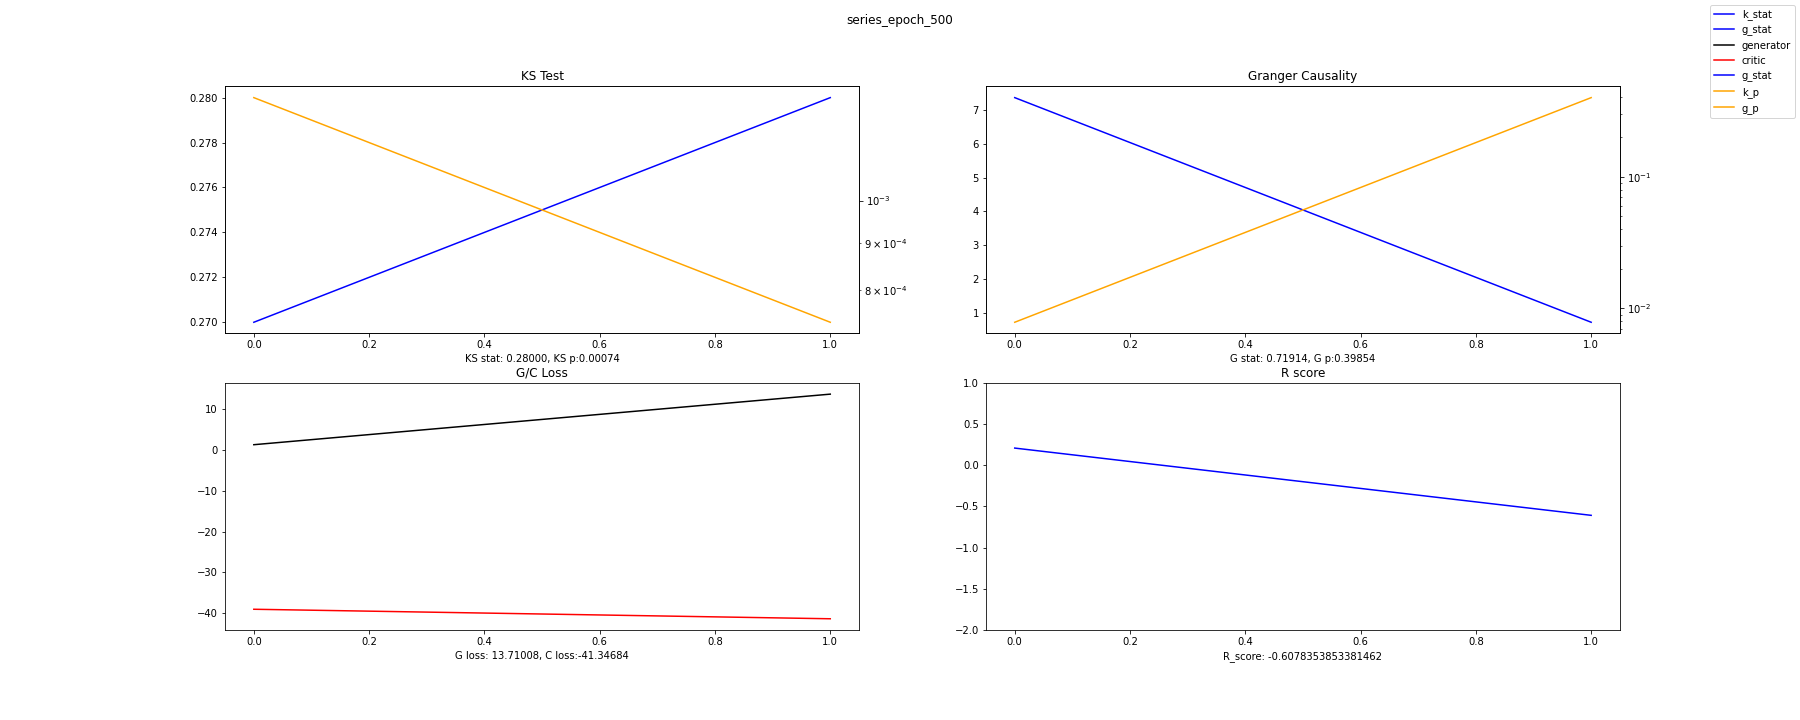 series_epoch_500
k_stat
g_stat
generator
critic
g_stat
k_p
g_p
KS Test
0.280
0.278
0.276
0.274
0.272
0.270
10⁻³
9 × 10⁻⁴
8 × 10⁻⁴
0.0 0.2 0.4 0.6 0.8 1.0
KS stat: 0.28000, KS p:0.00074
Granger Causality
7
6
5
4
3
2
1
10⁻¹
10⁻²
0.0 0.2 0.4 0.6 0.8 1.0
G stat: 0.71914, G p:0.39854
G/C Loss
10
0
−10
−20
−30
−40
0.0 0.2 0.4 0.6 0.8 1.0
G loss: 13.71008, C loss:-41.34684
R score
1.0
0.5
0.0
−0.5
−1.0
−1.5
−2.0
0.0 0.2 0.4 0.6 0.8 1.0
R_score: -0.6078353853381462